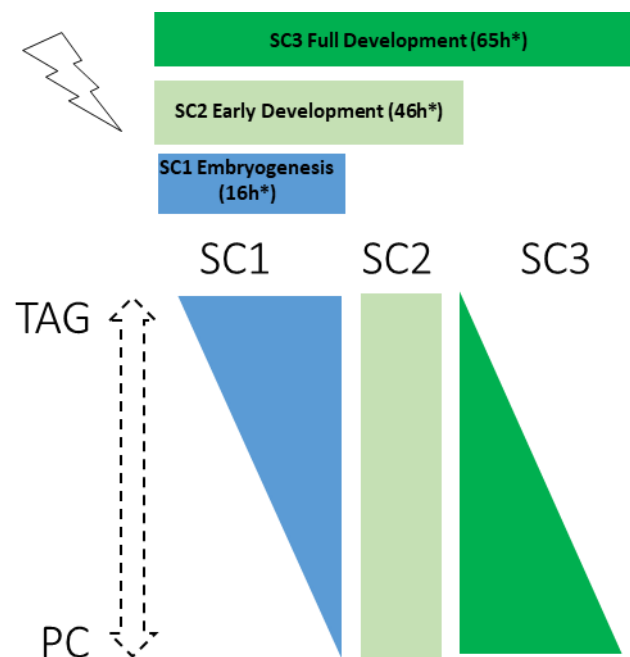 SC3 Full Development (65h*)
SC2 Early Development (46h*)
SC1 Embryogenesis
(16h*)
SC1 SC2 SC3
TAG
PC